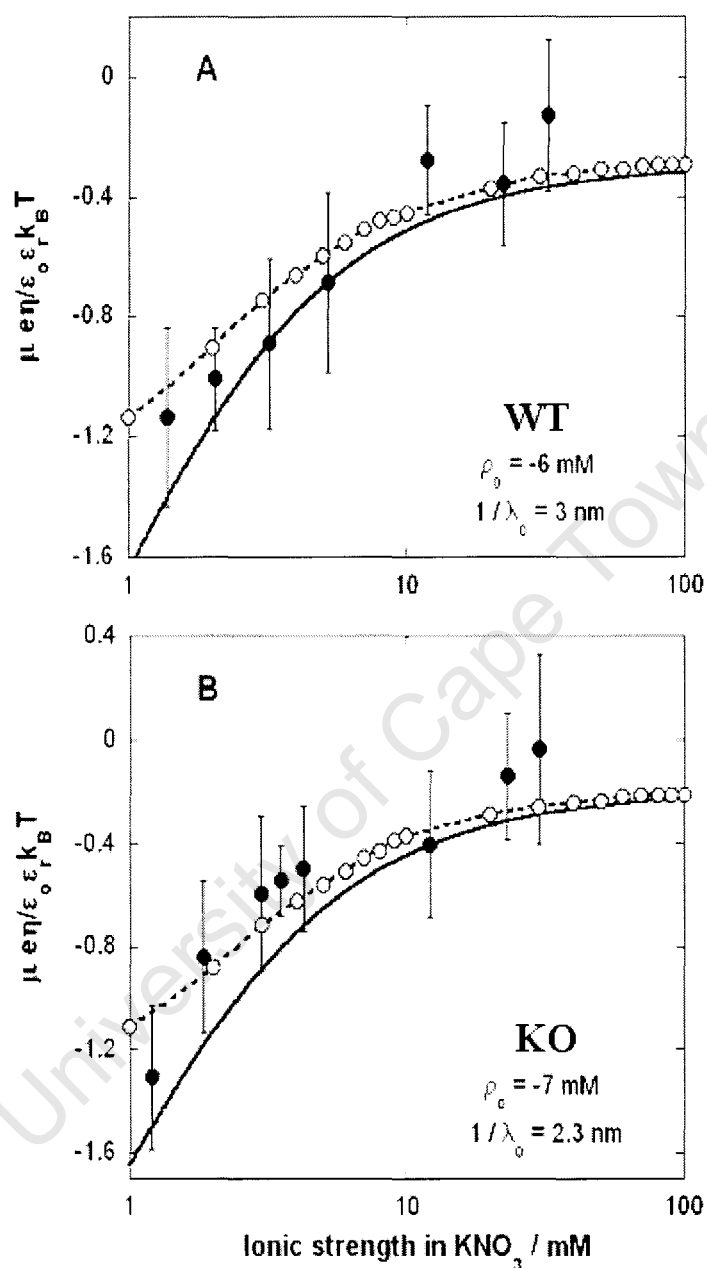 A
0
-0.4
-0.8
-1.2
-1.6
μ eη/ε₀ εᵣ k_B T
WT
ρ₀ = -6 mM
1 / λ₀ = 3 nm
1
10
100
B
0.4
0
-0.4
-0.8
-1.2
-1.6
μ eη/ε₀ εᵣ k_B T
KO
ρ₀ = -7 mM
1 / λ₀ = 2.3 nm
1
10
100
Ionic strength in KNO₃ / mM
University of Cape Town